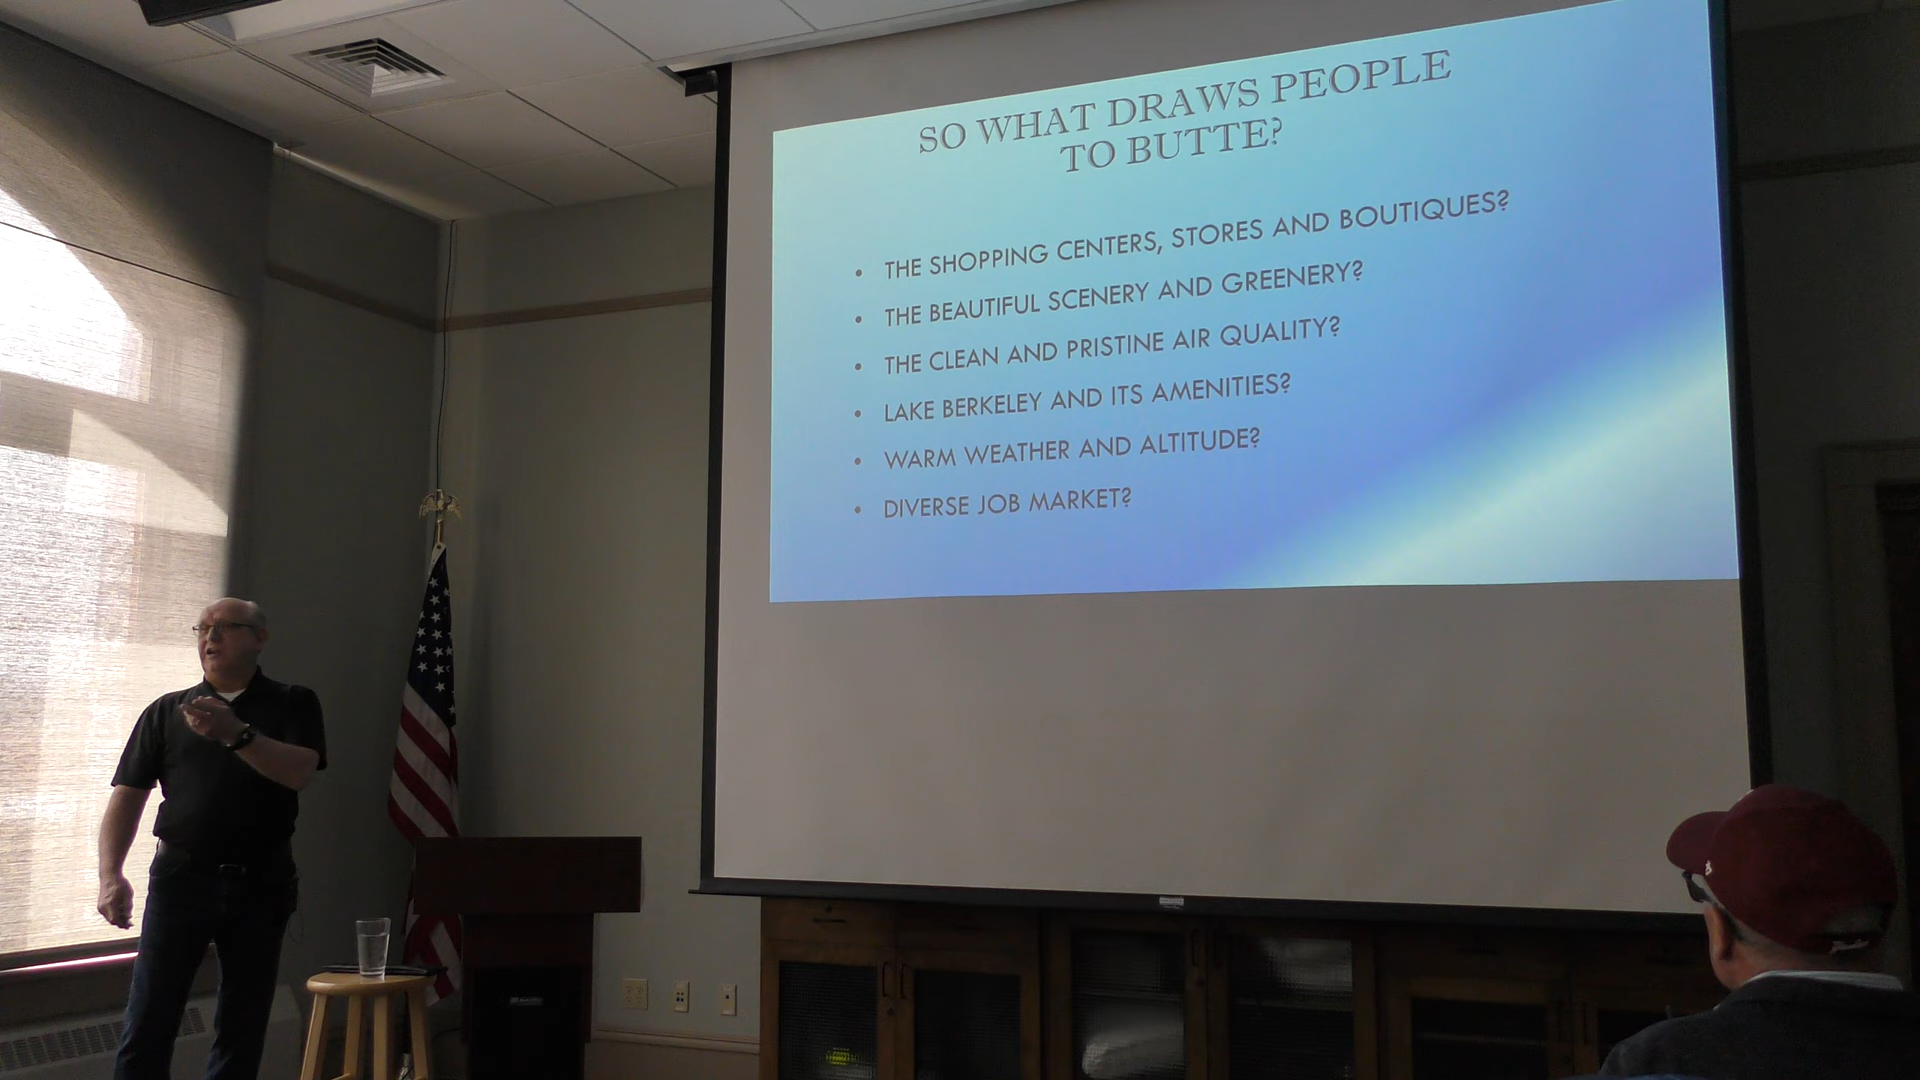 SO WHAT DRAWS PEOPLE
TO BUTTE?
• THE SHOPPING CENTERS, STORES AND BOUTIQUES?
• THE BEAUTIFUL SCENERY AND GREENERY?
• THE CLEAN AND PRISTINE AIR QUALITY?
• LAKE BERKELEY AND ITS AMENITIES?
• WARM WEATHER AND ALTITUDE?
• DIVERSE JOB MARKET?